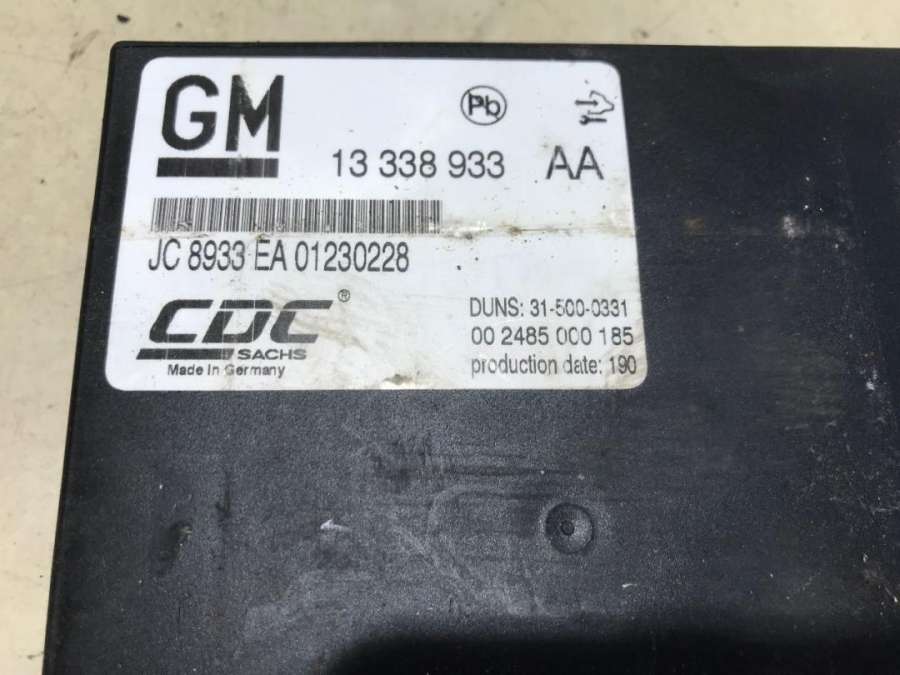 GM
Pb
13 338 933 AA
JC 8933 EA 01230228
CDC®
SACHS
Made In Germany
DUNS: 31-500-0331
00 2485 000 185
production date: 190